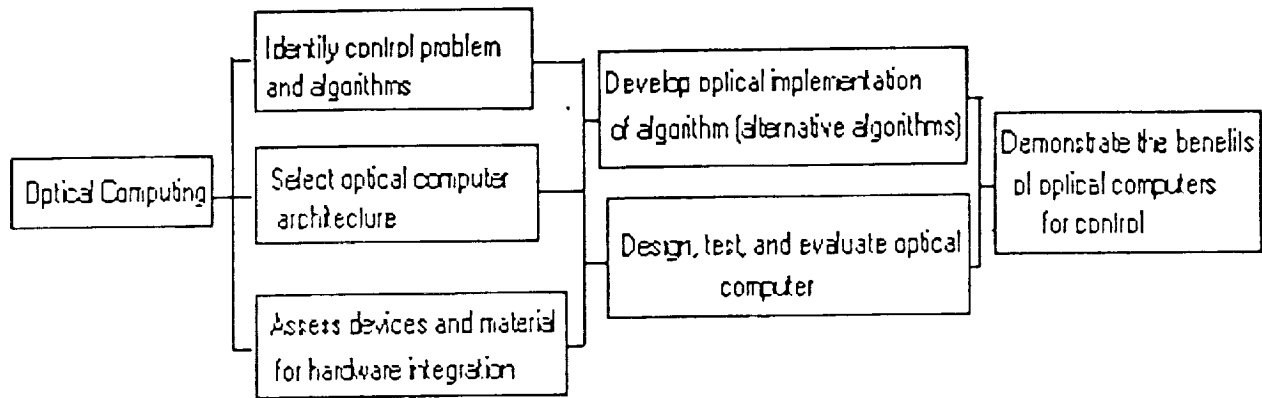 Optical Computing
Identify control problem
and algorithms
Select optical computer
architecture
Assess devices and material
for hardware integration
Develop optical implementation
of algorithm (alternative algorithms)
Design, test, and evaluate optical
computer
Demonstrate the benefits
of optical computers
for control